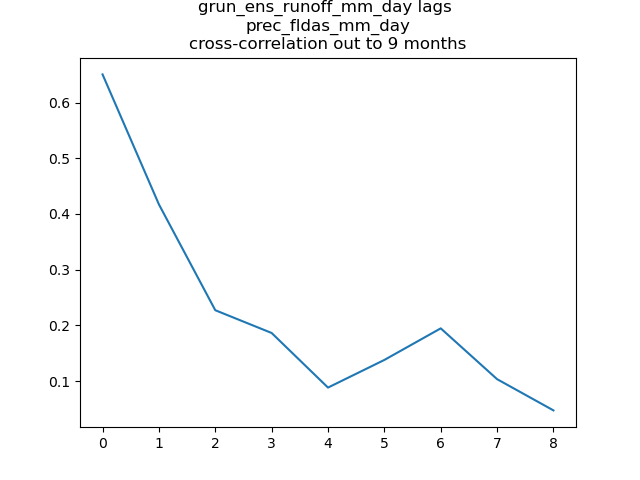 grun_ens_runoff_mm_day lags
prec_fldas_mm_day
cross-correlation out to 9 months
0.6
0.5
0.4
0.3
0.2
0.1
0 1 2 3 4 5 6 7 8